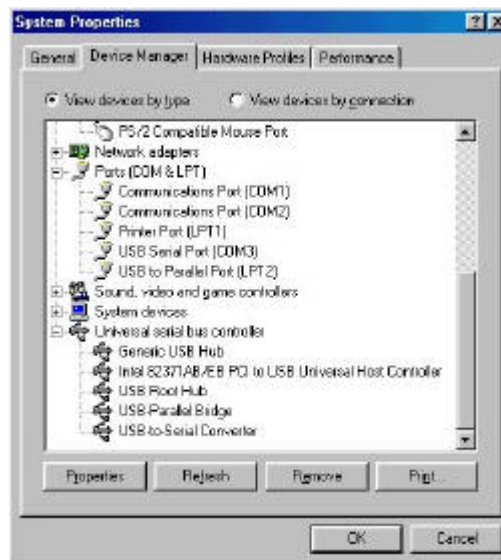 System Properties
General Device Manager Hardware Profiles Performance
View devices by type View devices by connection
PS/2 Compatible Mouse Port
Network adapters
Ports (COM & LPT)
Communications Port (COM1)
Communications Port (COM2)
Printer Port (LPT1)
USB Serial Port (COM3)
USB to Parallel Port (LPT2)
Sound, video and game controllers
System devices
Universal serial bus controller
Generic USB Hub
Intel 82371AB/EB PCI to USB Universal Host Controller
USB Root Hub
USB-Parallel Bridge
USB-to-Serial Converter
Properties Refresh Remove Print...
OK Cancel